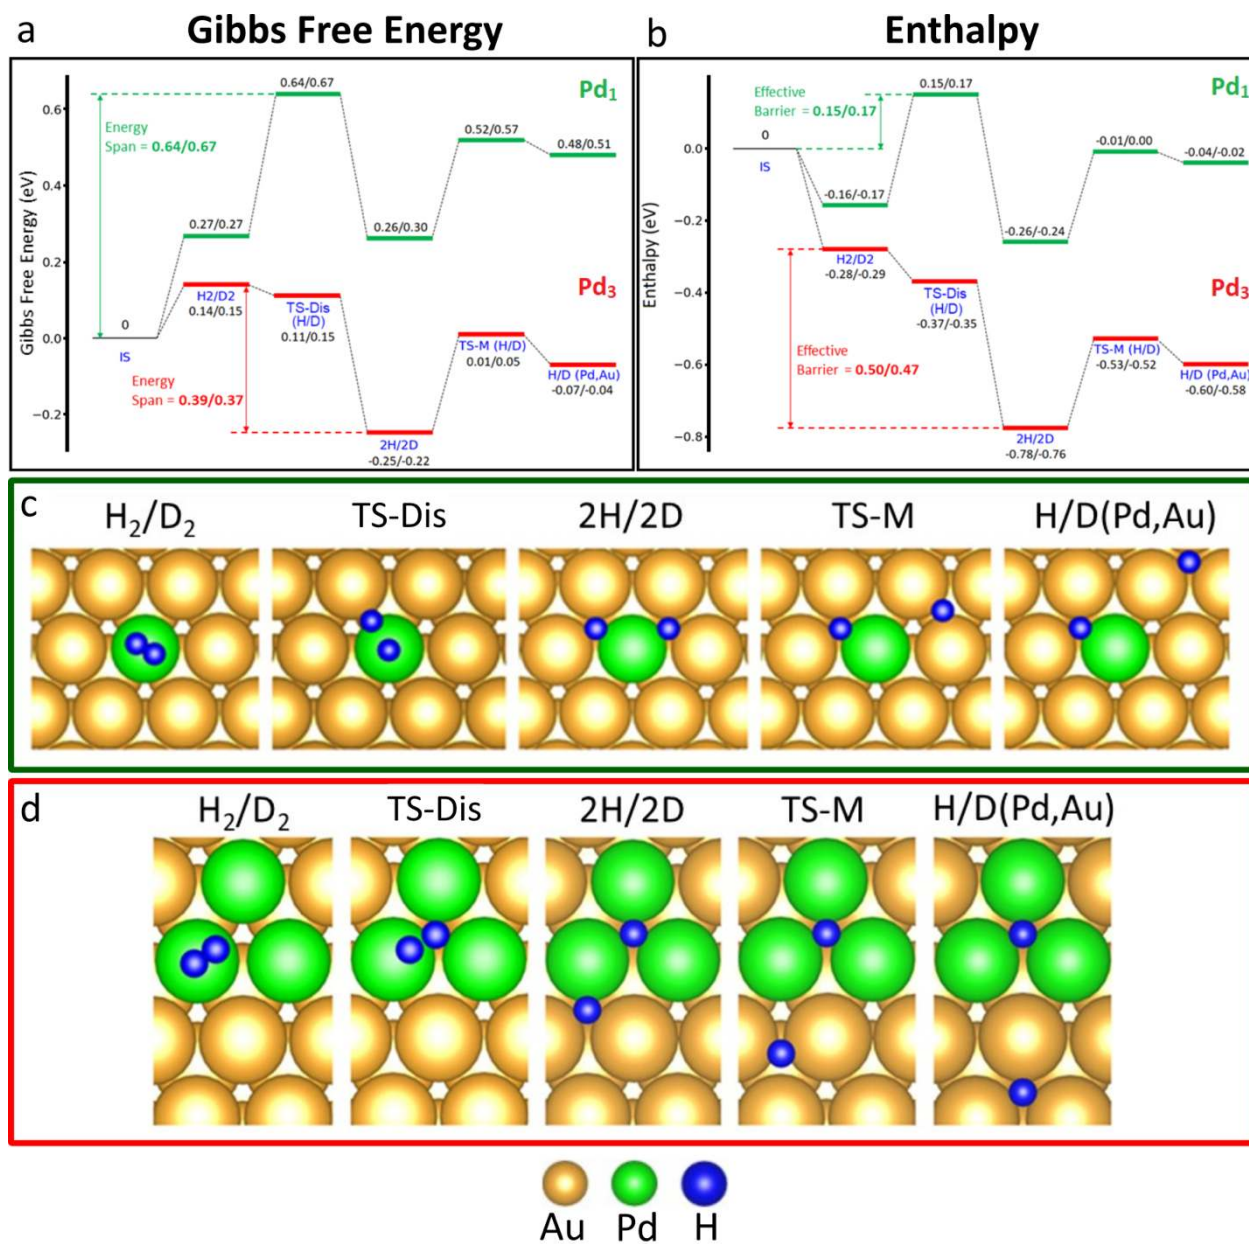 a
Gibbs Free Energy
b
Enthalpy
Gibbs Free Energy (eV)
0.6
0.4
0.2
0.0
−0.2
Pd1
Energy
Span = 0.64/0.67
0
IS
0.27/0.27
0.64/0.67
0.26/0.30
0.52/0.57
0.48/0.51
Pd3
Energy
Span = 0.39/0.37
H2/D2
0.14/0.15
TS-Dis
(H/D)
0.11/0.15
2H/2D
-0.25/-0.22
TS-M (H/D)
0.01/0.05
H/D (Pd,Au)
-0.07/-0.04
Enthalpy (eV)
0.0
−0.2
−0.4
−0.6
−0.8
Pd1
Effective
Barrier = 0.15/0.17
0
IS
-0.16/-0.17
0.15/0.17
-0.26/-0.24
-0.01/0.00
-0.04/-0.02
Pd3
Effective
Barrier = 0.50/0.47
H2/D2
-0.28/-0.29
TS-Dis
(H/D)
-0.37/-0.35
2H/2D
-0.78/-0.76
TS-M (H/D)
-0.53/-0.52
H/D (Pd,Au)
-0.60/-0.58
c
H2/D2
TS-Dis
2H/2D
TS-M
H/D(Pd,Au)
d
H2/D2
TS-Dis
2H/2D
TS-M
H/D(Pd,Au)
Au
Pd
H